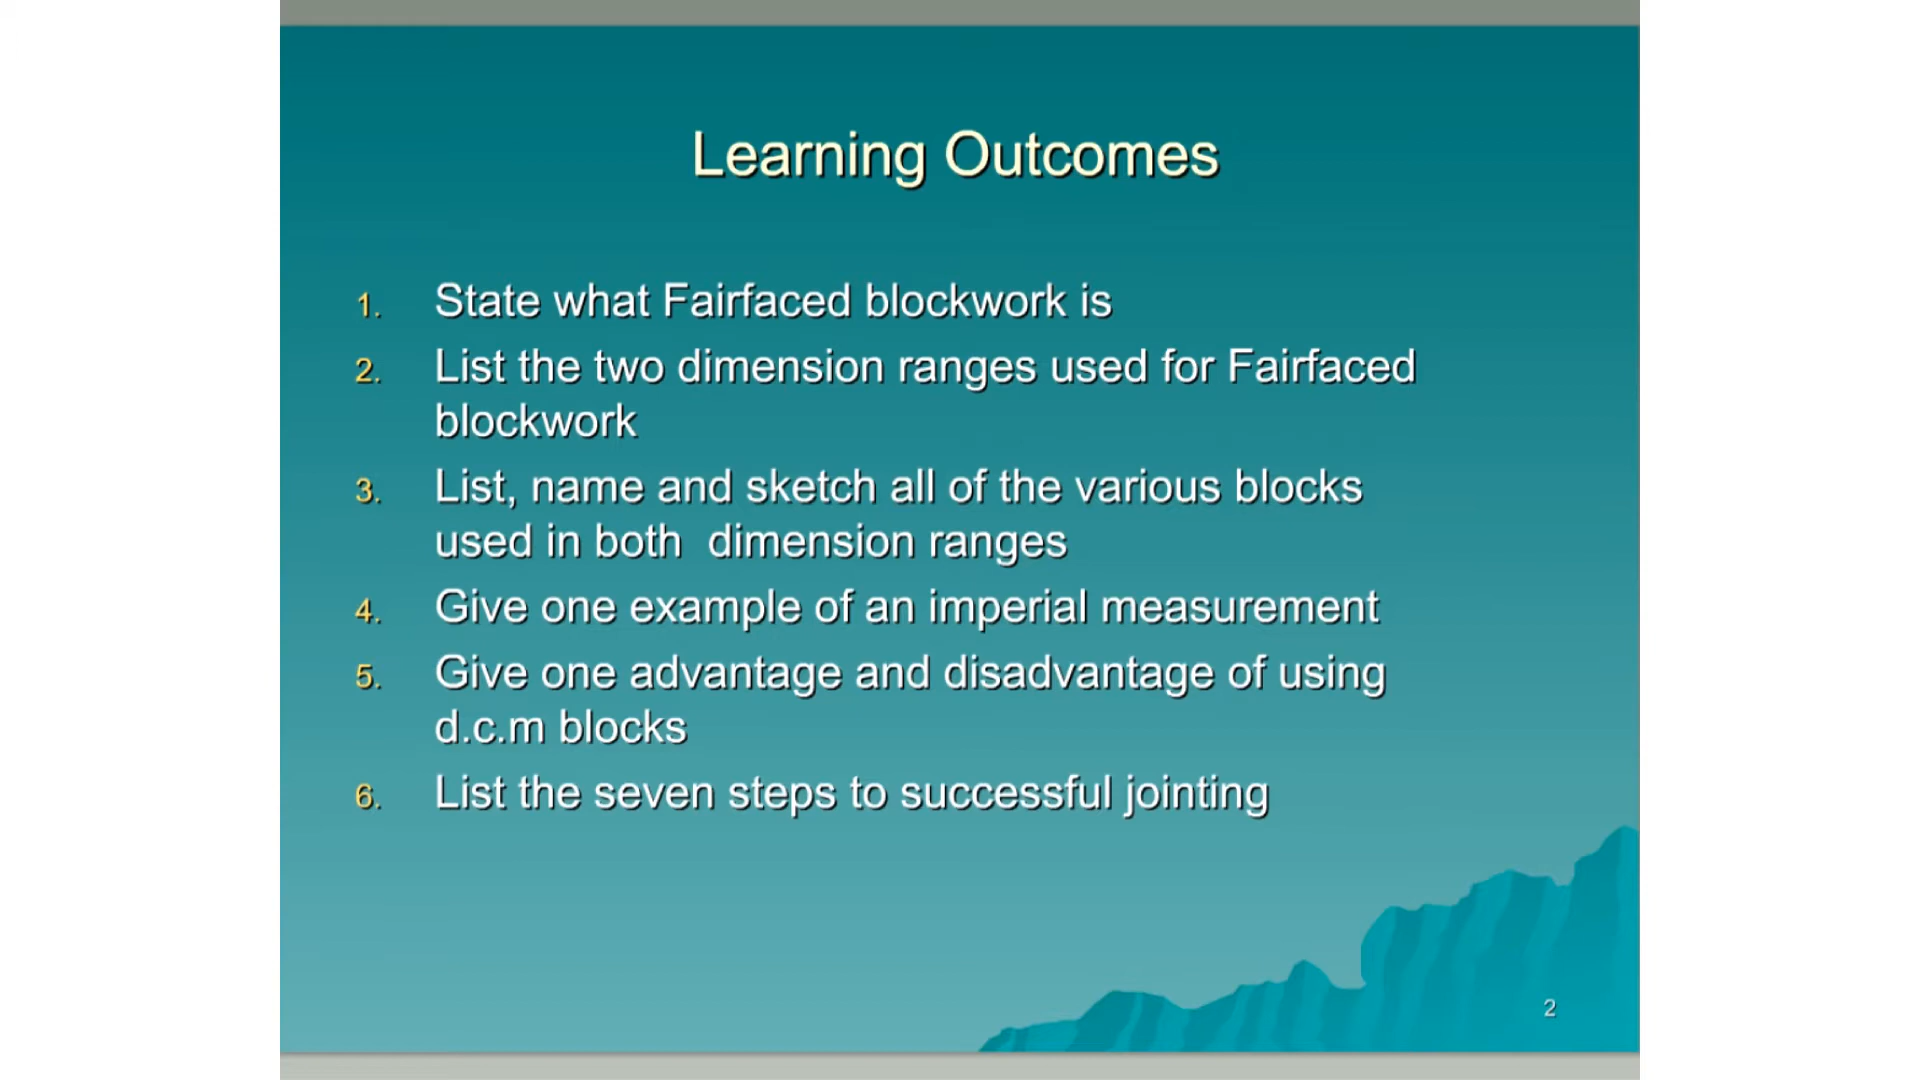 Learning Outcomes
1. State what Fairfaced blockwork is
2. List the two dimension ranges used for Fairfaced
blockwork
3. List, name and sketch all of the various blocks
used in both  dimension ranges
4. Give one example of an imperial measurement
5. Give one advantage and disadvantage of using
d.c.m blocks
6. List the seven steps to successful jointing
2